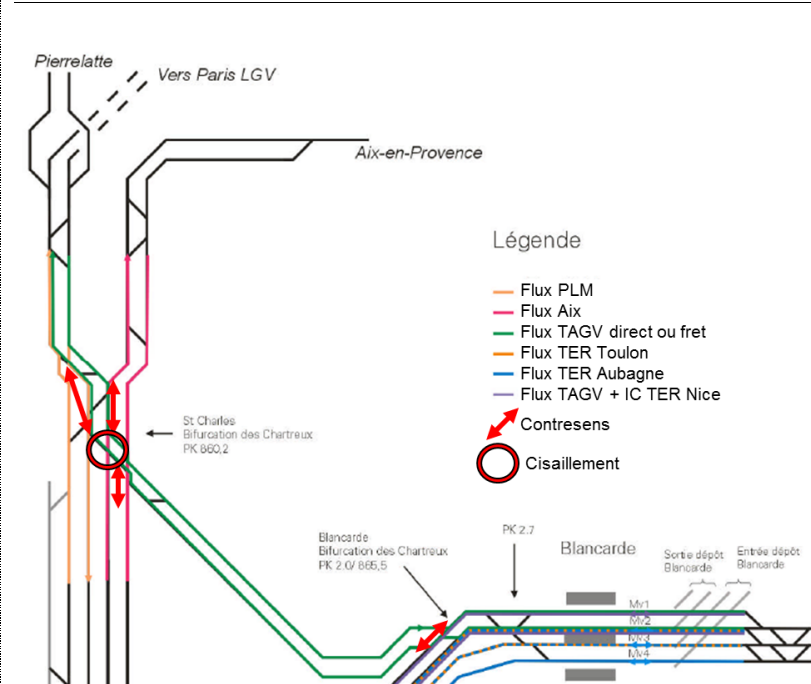 Pierrelatte
Vers Paris LGV
Aix-en-Provence
Légende
Flux PLM
Flux Aix
Flux TAGV direct ou fret
Flux TER Toulon
Flux TER Aubagne
Flux TAGV + IC TER Nice
Contresens
Cisaillement
St Charles
Bifurcation des Chartreux
PK 860,2
Blancarde
Bifurcation des Chartreux
PK 2.0/ 865,5
PK 2.7
Blancarde
Sortie dépôt
Blancarde
Entrée dépôt
Blancarde
Mv1
Mv2
Mv3
Mv4